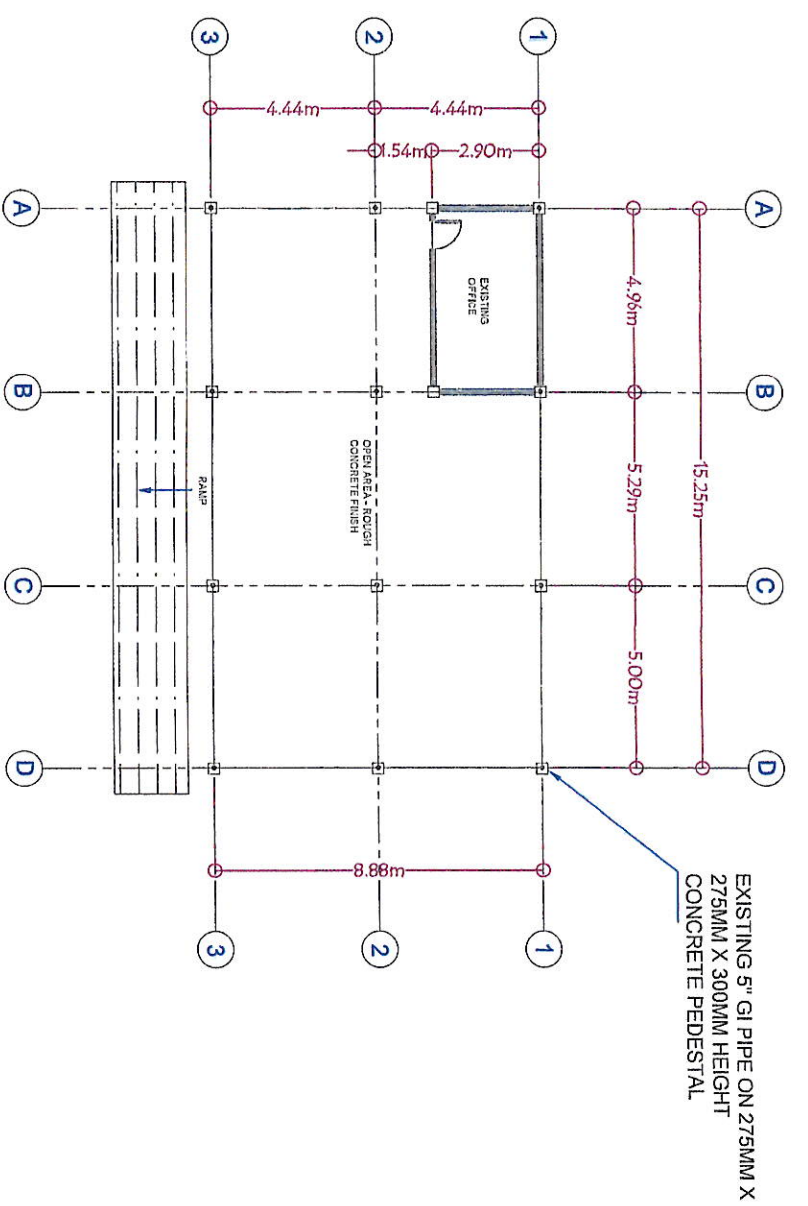 A
B
C
D
15.25m
4.96m
5.29m
5.00m
EXISTING 5" GI PIPE ON 275MM X
275MM X 300MM HEIGHT
CONCRETE PEDESTAL
1
4.44m
2.90m
EXISTING
OFFICE
1
2
4.44m
1.54m
OPEN AREA - ROUGH
CONCRETE FINISH
8.88m
2
3
3
RAMP
A
B
C
D